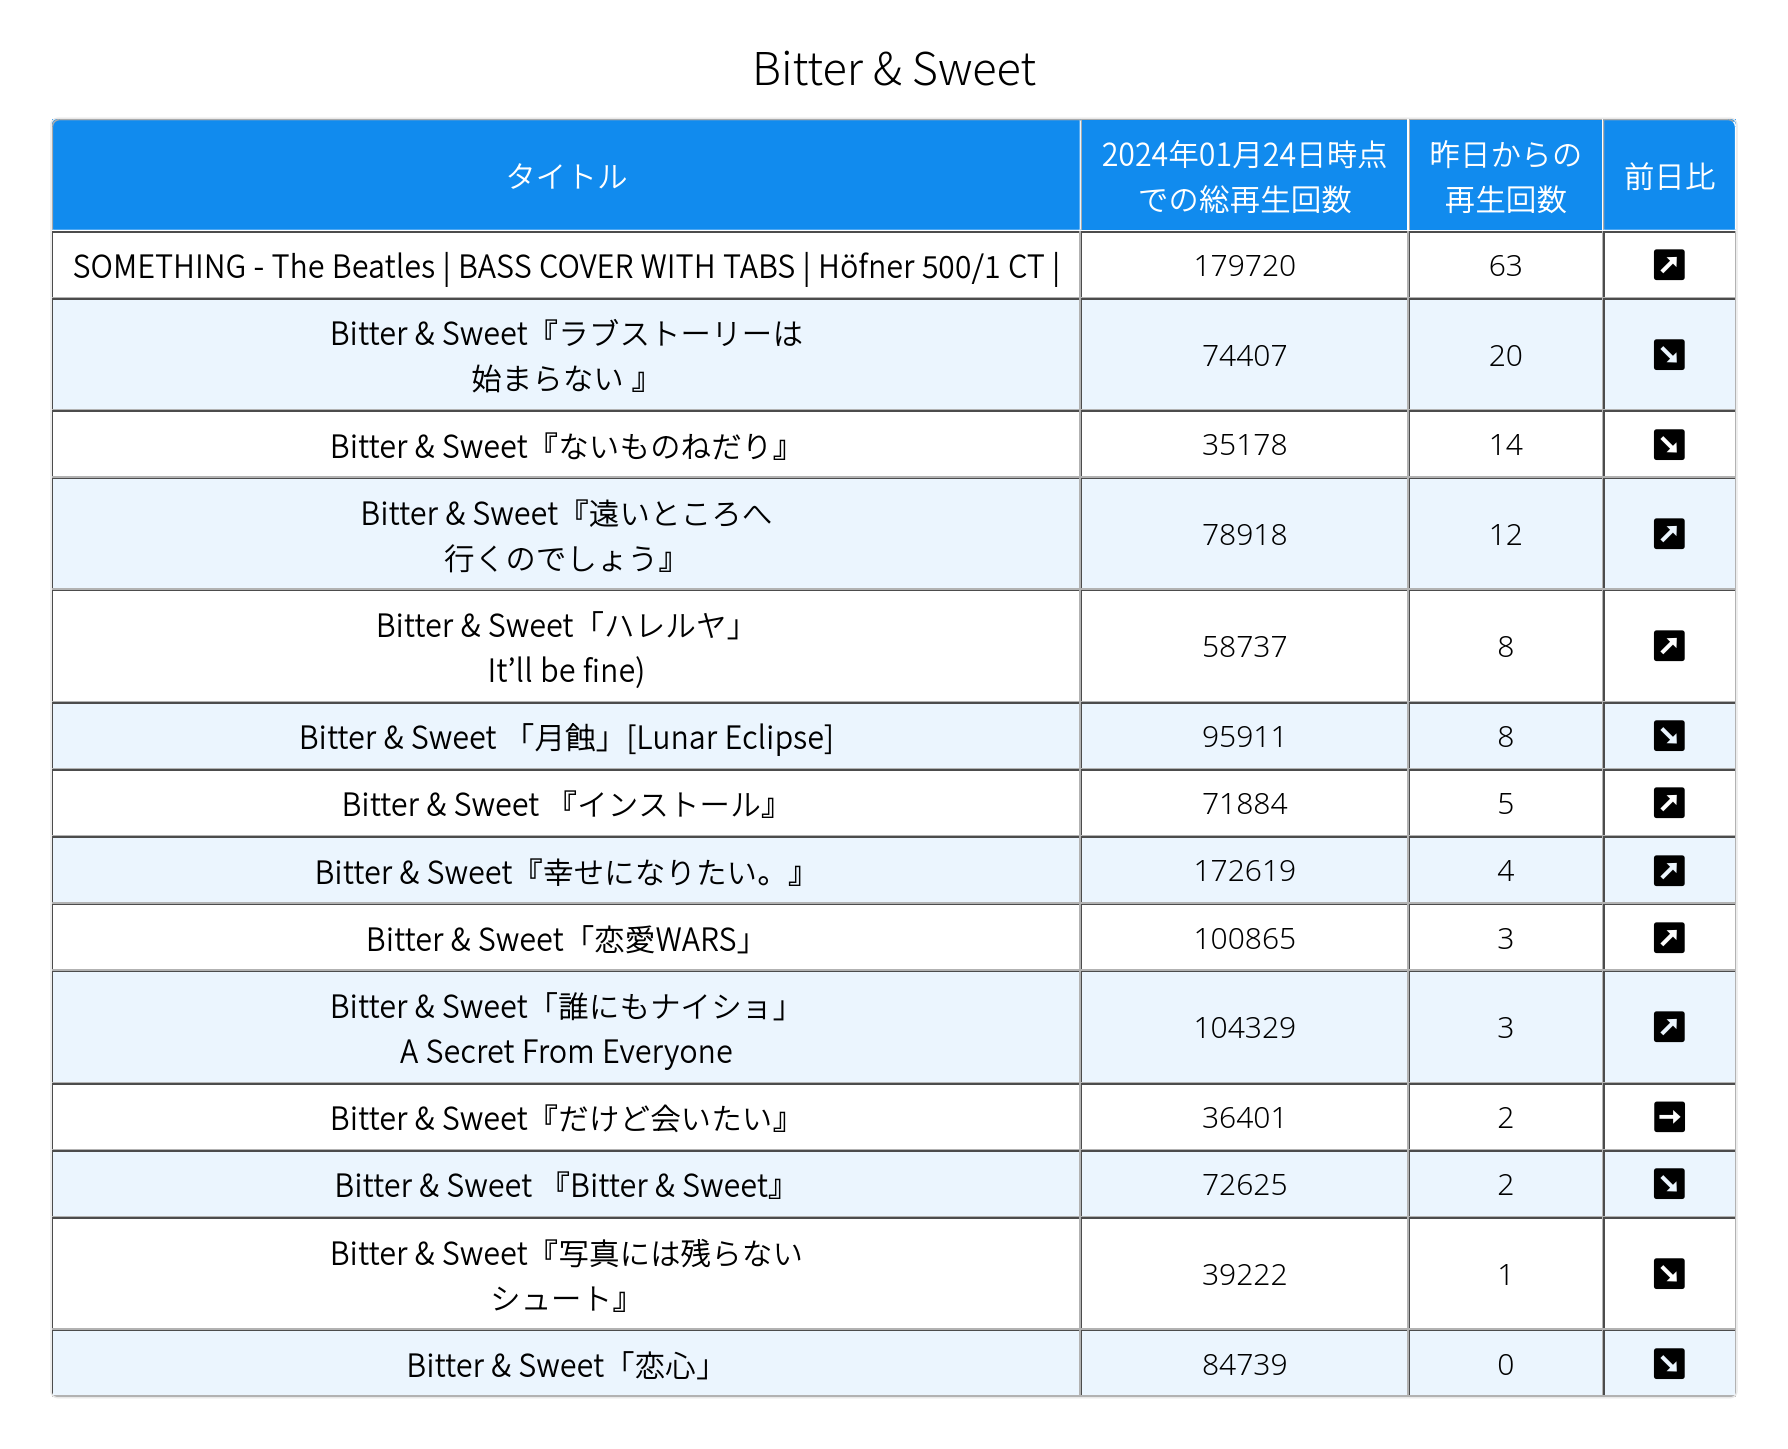 Bitter & Sweet
タイトル
2024年01月24日時点
での総再生回数
昨日からの
再生回数
前日比
SOMETHING - The Beatles | BASS COVER WITH TABS | Höfner 500/1 CT |
179720
63
Bitter & Sweet『ラブストーリーは
始まらない 』
74407
20
Bitter & Sweet『ないものねだり』
35178
14
Bitter & Sweet『遠いところへ
行くのでしょう』
78918
12
Bitter & Sweet「ハレルヤ」
It’ll be fine)
58737
8
Bitter & Sweet 「月蝕」[Lunar Eclipse]
95911
8
Bitter & Sweet 『インストール』
71884
5
Bitter & Sweet『幸せになりたい。』
172619
4
Bitter & Sweet「恋愛WARS」
100865
3
Bitter & Sweet「誰にもナイショ」
A Secret From Everyone
104329
3
Bitter & Sweet『だけど会いたい』
36401
2
Bitter & Sweet 『Bitter & Sweet』
72625
2
Bitter & Sweet『写真には残らない
シュート』
39222
1
Bitter & Sweet「恋心」
84739
0